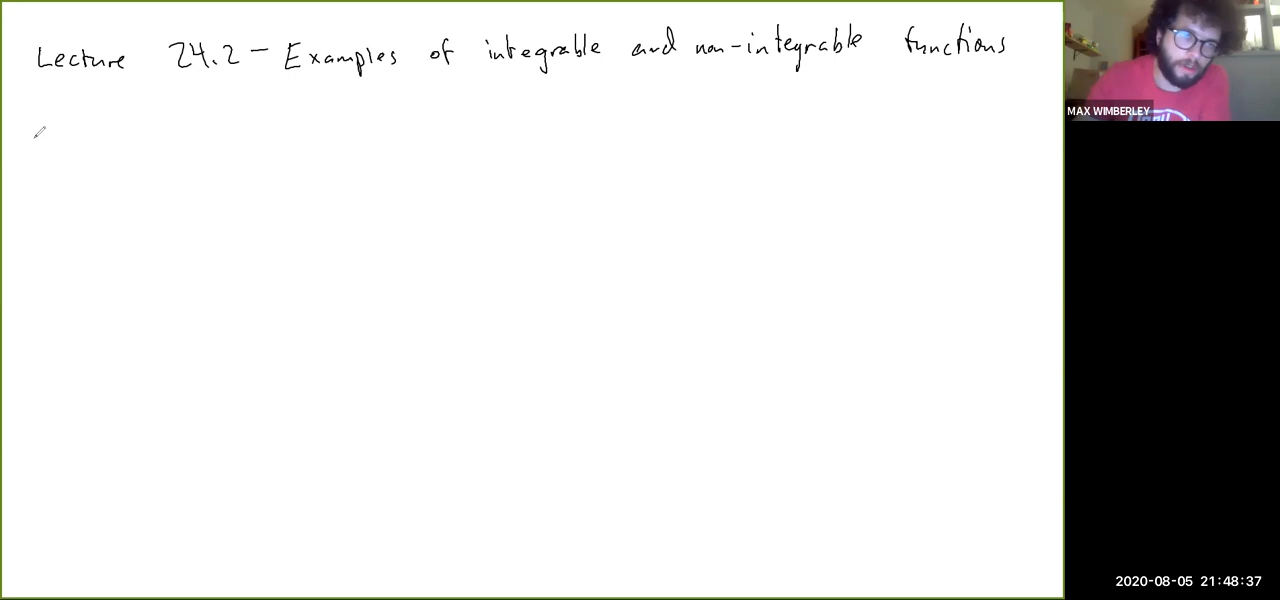 Lecture 24.2 - Examples of integrable and non-integrable functions
MAX WIMBERLEY
2020-08-05 21:48:37